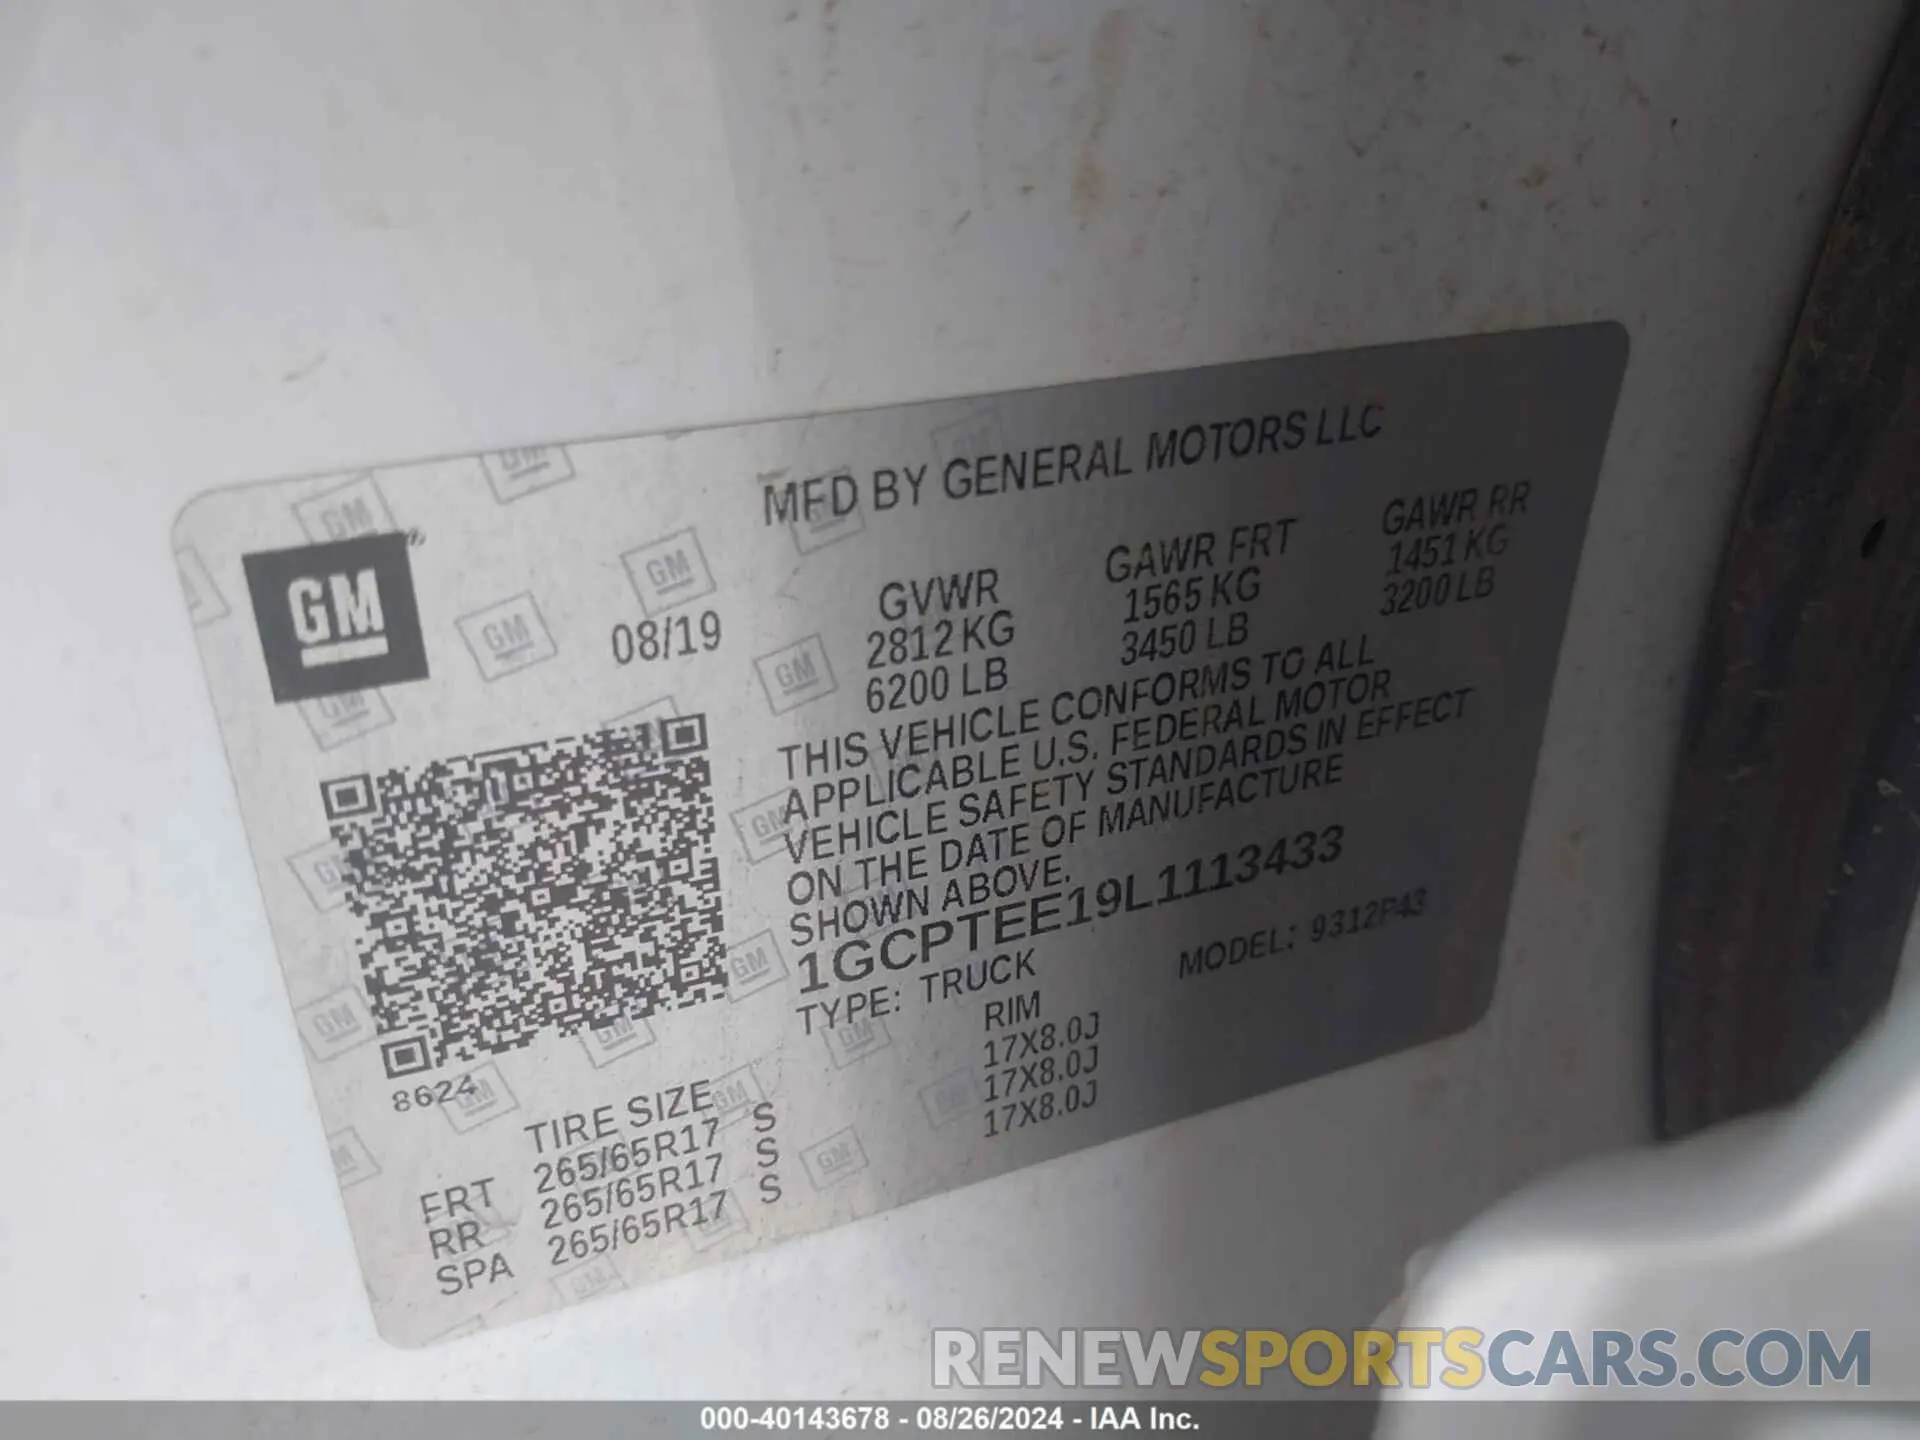 MFD BY GENERAL MOTORS LLC
GM
08/19
GVWR GAWR FRT GAWR RR
2812 KG 1565 KG 1451 KG
6200 LB 3450 LB 3200 LB
THIS VEHICLE CONFORMS TO ALL
APPLICABLE U.S. FEDERAL MOTOR
VEHICLE SAFETY STANDARDS IN EFFECT
ON THE DATE OF MANUFACTURE
SHOWN ABOVE.
1GCPTEE19L1113433
TYPE: TRUCK MODEL: 9312P43
8624
TIRE SIZE RIM
FRT 265/65R17 S 17X8.0J
RR 265/65R17 S 17X8.0J
SPA 265/65R17 S 17X8.0J
RENEWSPORTSCARS.COM
000-40143678 - 08/26/2024 - IAA Inc.